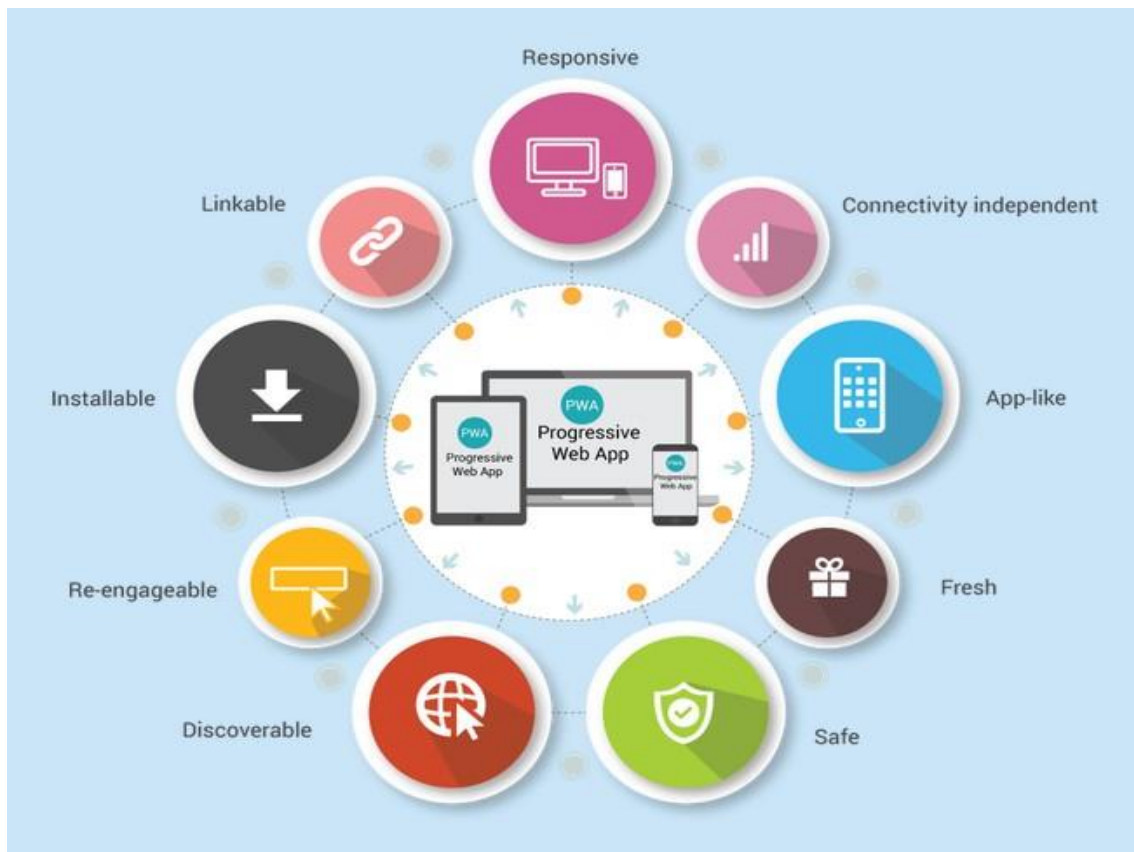 Responsive
Linkable
Connectivity independent
Installable
App-like
PWA
Progressive
Web App
PWA
Progressive
Web App
PWA
Progressive
Web App
Re-engageable
Fresh
Discoverable
Safe